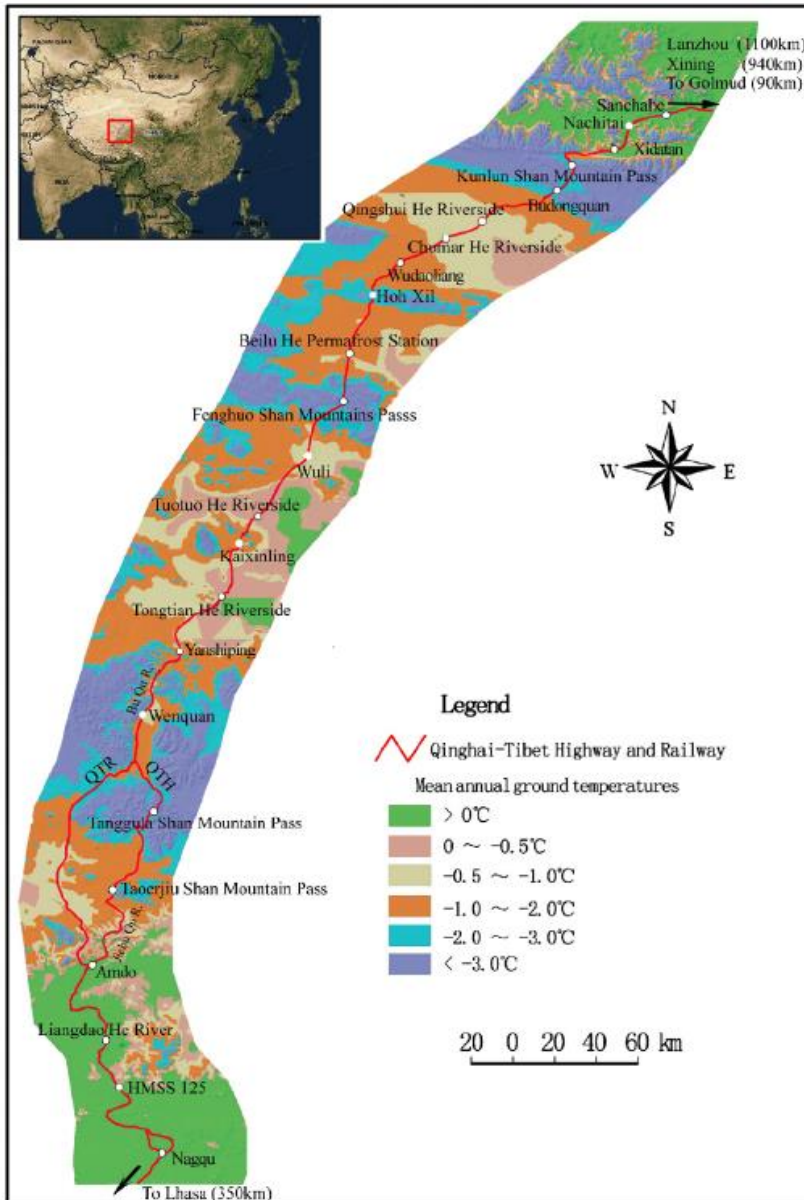 MONGOLIA
INDIA
Lanzhou (1100km)
Xining (940km)
To Golmud (90km)
Sanchahe
Nachitai
Xidatan
Kunlun Shan Mountain Pass
Budongquan
Qingshui He Riverside
Chumar He Riverside
Wudaoliang
Hoh Xil
Beilu He Permafrost Station
Fenghuo Shan Mountains Passs
Wuli
Tuotuo He Riverside
Kaixinling
Tongtian He Riverside
Yanshiping
Bu Qu R.
Wenquan
QTR
QTH
Tanggula Shan Mountain Pass
Taoerjiu Shan Mountain Pass
Amdo
Liangdao He River
HMSS 125
Nagqu
To Lhasa (350km)
N
W
E
S
Legend
Qinghai-Tibet Highway and Railway
Mean annual ground temperatures
> 0℃
0 ~ -0.5℃
-0.5 ~ -1.0℃
-1.0 ~ -2.0℃
-2.0 ~ -3.0℃
< -3.0℃
20 0 20 40 60 km